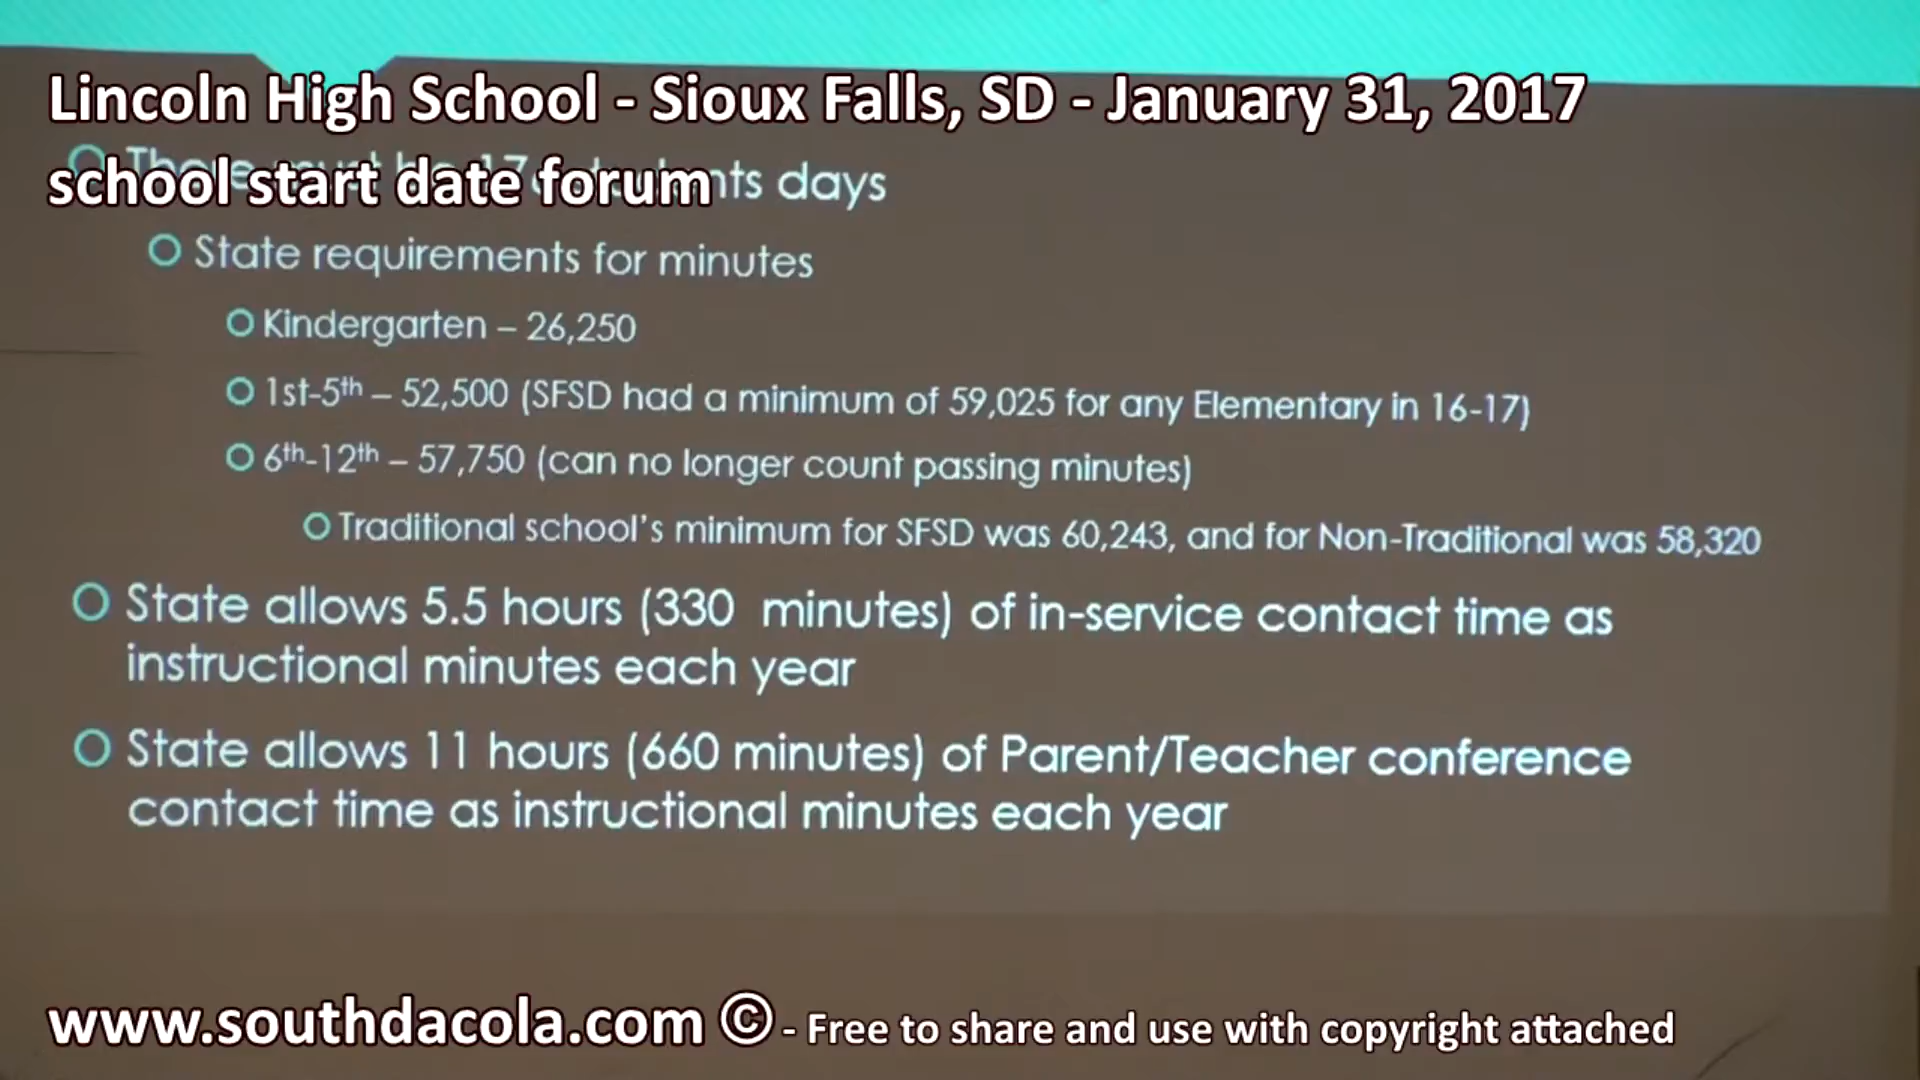 Lincoln High School - Sioux Falls, SD - January 31, 2017
school start date forum
days
State requirements for minutes
Kindergarten – 26,250
1st-5th – 52,500 (SFSD had a minimum of 59,025 for any Elementary in 16-17)
6th-12th – 57,750 (can no longer count passing minutes)
Traditional school's minimum for SFSD was 60,243, and for Non-Traditional was 58,320
State allows 5.5 hours (330 minutes) of in-service contact time as
instructional minutes each year
State allows 11 hours (660 minutes) of Parent/Teacher conference
contact time as instructional minutes each year
www.southdacola.com © - Free to share and use with copyright attached